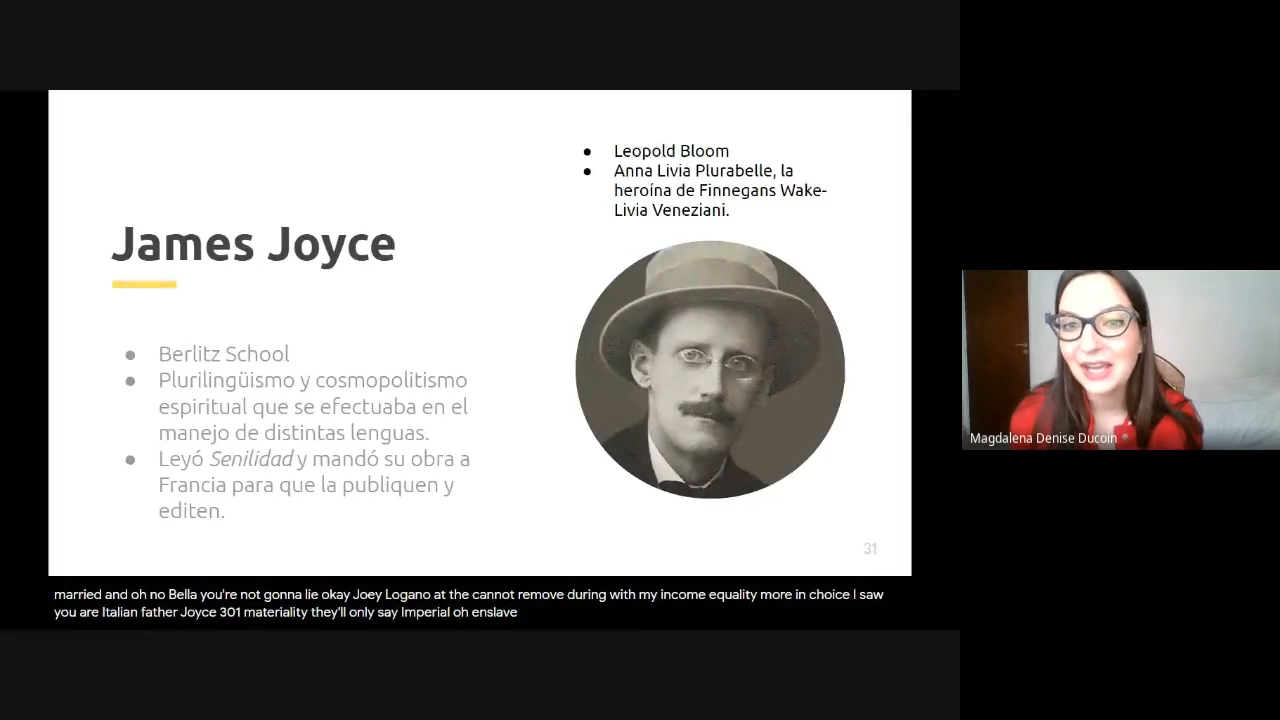 James Joyce
● Berlitz School
● Plurilingüismo y cosmopolitismo
espiritual que se efectuaba en el
manejo de distintas lenguas.
● Leyó Senilidad y mandó su obra a
Francia para que la publiquen y
editen.
● Leopold Bloom
● Anna Livia Plurabelle, la
heroína de Finnegans Wake-
Livia Veneziani.
31
Magdalena Denise Ducoin
married and oh no Bella you're not gonna lie okay Joey Logano at the cannot remove during with my income equality more in choice I saw
you are Italian father Joyce 301 materiality they'll only say Imperial oh enslave